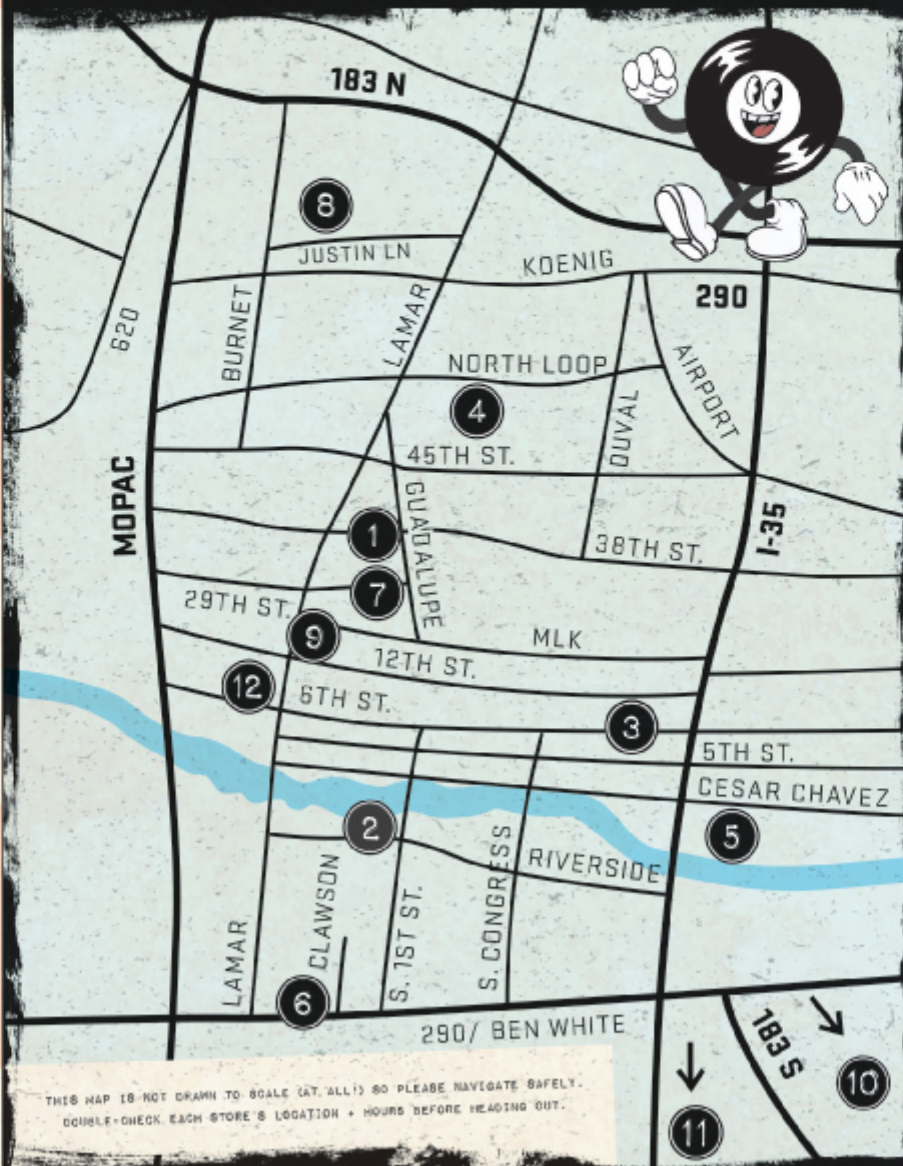 183 N
8
JUSTIN LN
KOENIG
290
620
BURNET
LAMAR
NORTH LOOP
AIRPORT
4
DUVAL
45TH ST.
MOPAC
GUADALUPE
1
38TH ST.
I-35
7
29TH ST.
9
MLK
12TH ST.
12
6TH ST.
3
5TH ST.
CESAR CHAVEZ
2
5
RIVERSIDE
CLAWSON
S. CONGRESS
S. 1ST ST.
LAMAR
6
290/ BEN WHITE
183 S
10
11
THIS MAP IS NOT DRAWN TO SCALE (AT ALL!) SO PLEASE NAVIGATE SAFELY.
DOUBLE-CHECK EACH STORE'S LOCATION + HOURS BEFORE HEADING OUT.